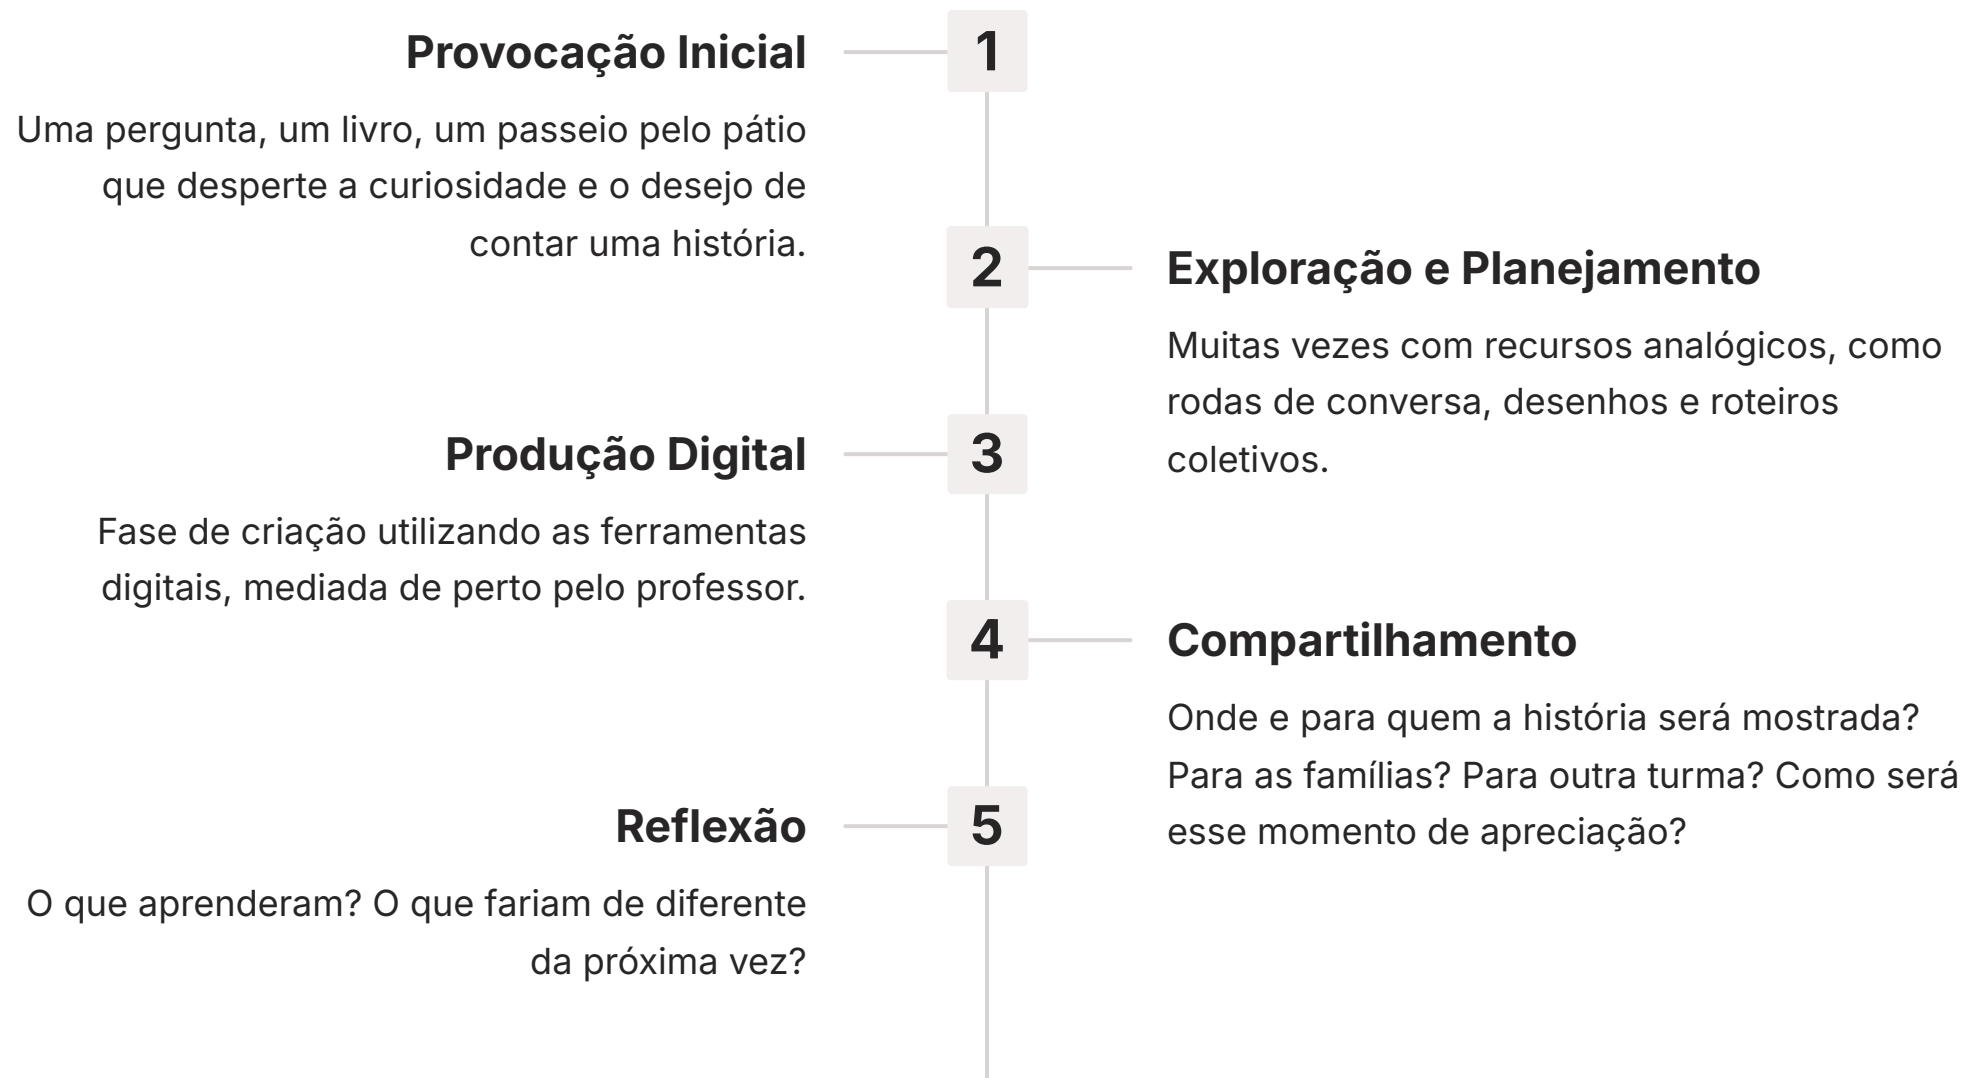 1
Provocação Inicial
Uma pergunta, um livro, um passeio pelo pátio
que desperte a curiosidade e o desejo de
contar uma história.
2
Exploração e Planejamento
Muitas vezes com recursos analógicos, como
rodas de conversa, desenhos e roteiros
coletivos.
3
Produção Digital
Fase de criação utilizando as ferramentas
digitais, mediada de perto pelo professor.
4
Compartilhamento
Onde e para quem a história será mostrada?
Para as famílias? Para outra turma? Como será
esse momento de apreciação?
5
Reflexão
O que aprenderam? O que fariam de diferente
da próxima vez?